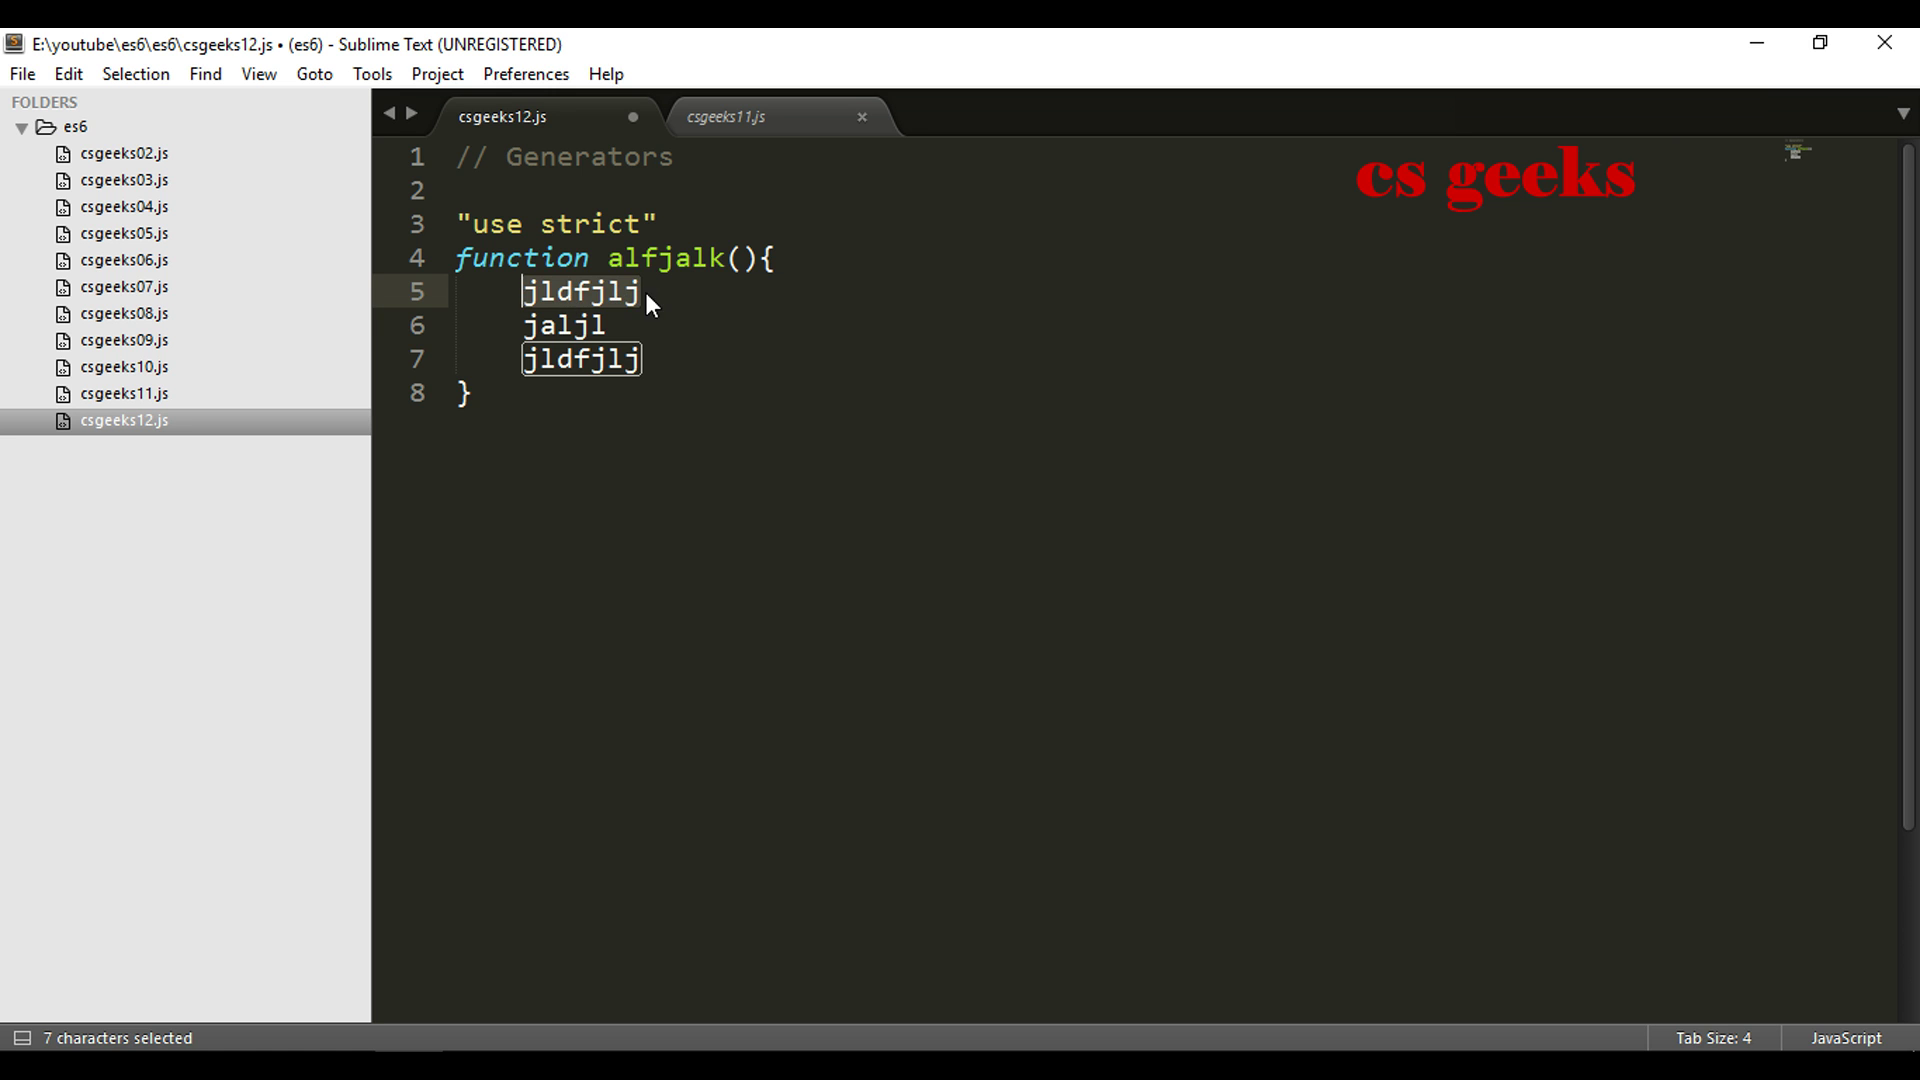 E:\youtube\es6\es6\csgeeks12.js • (es6) - Sublime Text (UNREGISTERED)
File Edit Selection Find View Goto Tools Project Preferences Help
FOLDERS
es6
csgeeks02.js
csgeeks03.js
csgeeks04.js
csgeeks05.js
csgeeks06.js
csgeeks07.js
csgeeks08.js
csgeeks09.js
csgeeks10.js
csgeeks11.js
csgeeks12.js
csgeeks12.js csgeeks11.js
cs geeks
1 // Generators
2
3 "use strict"
4 function alfjalk(){
5 jldfjlj
6 jaljl
7 jldfjlj
8 }
7 characters selected Tab Size: 4 JavaScript